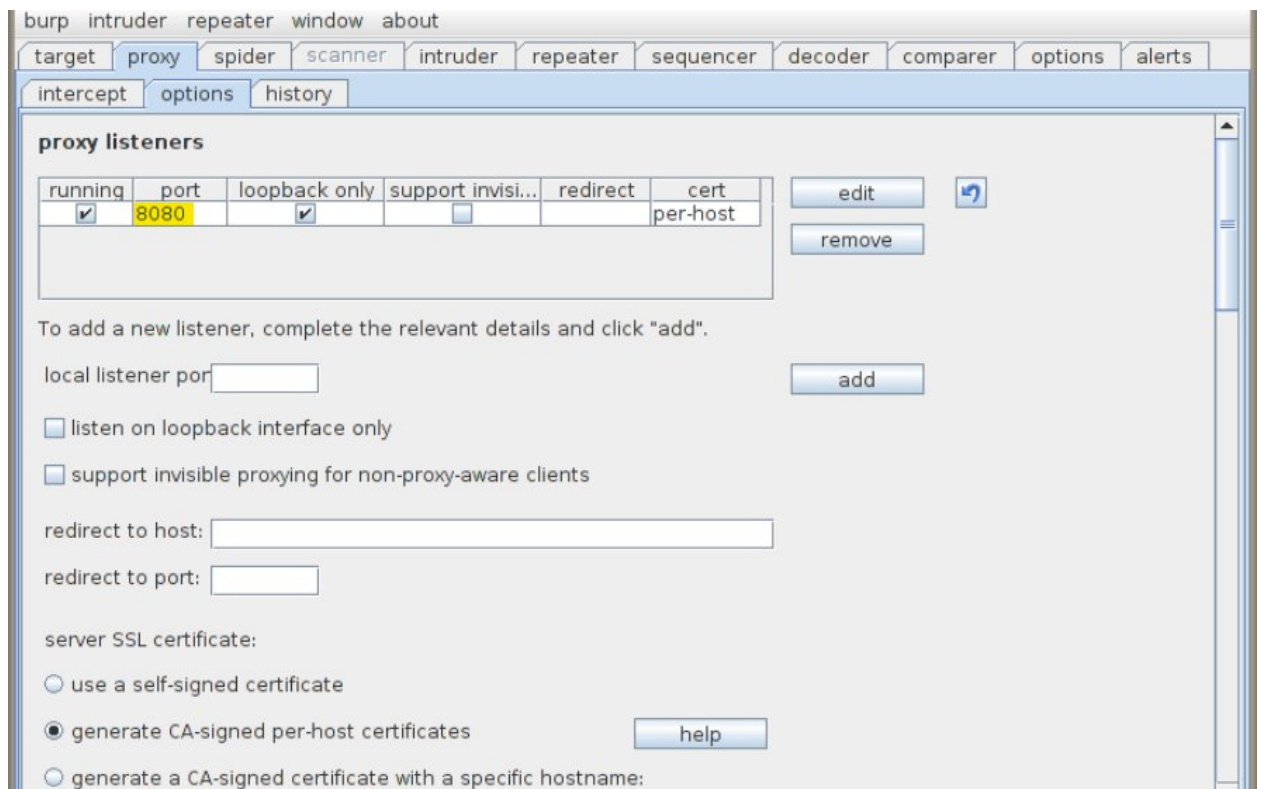 burp intruder repeater window about
target proxy spider scanner intruder repeater sequencer decoder comparer options alerts
intercept options history
proxy listeners
running port loopback only support invisi... redirect cert
8080 per-host
edit
remove
To add a new listener, complete the relevant details and click "add".
local listener por
add
listen on loopback interface only
support invisible proxying for non-proxy-aware clients
redirect to host:
redirect to port:
server SSL certificate:
use a self-signed certificate
generate CA-signed per-host certificates
help
generate a CA-signed certificate with a specific hostname: